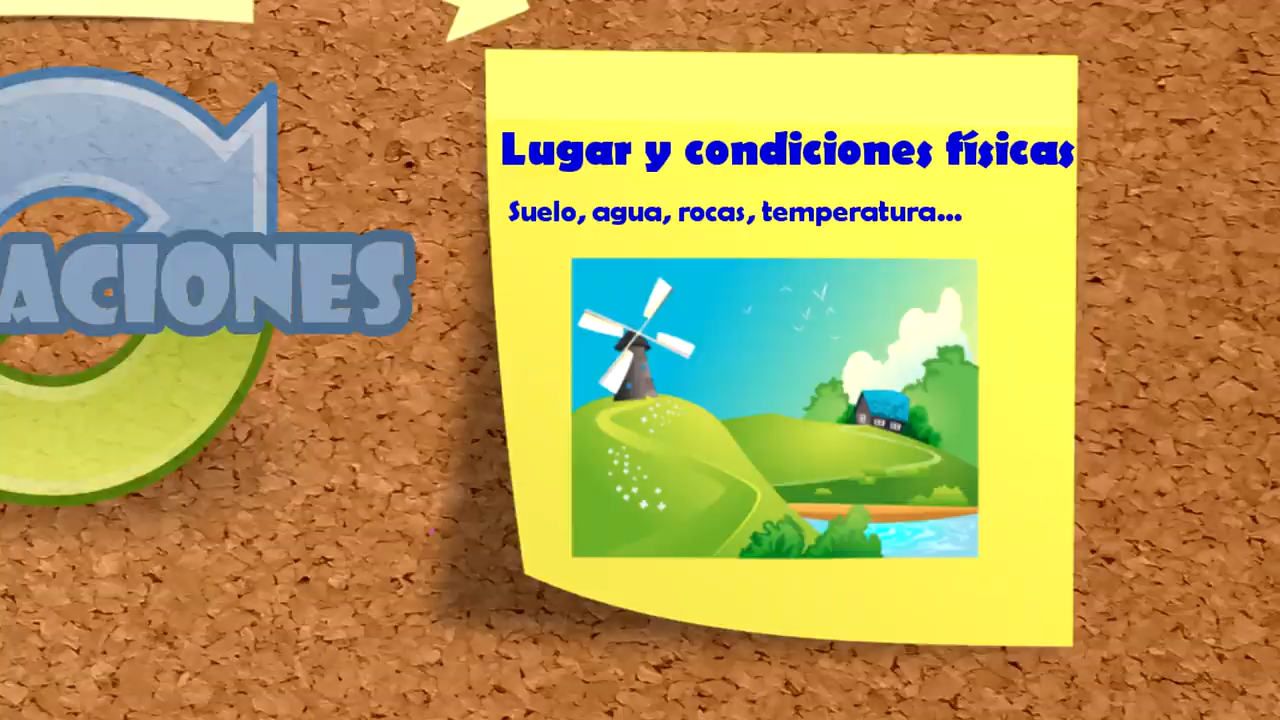 Lugar y condiciones físicas
Suelo, agua, rocas, temperatura...
ACIONES